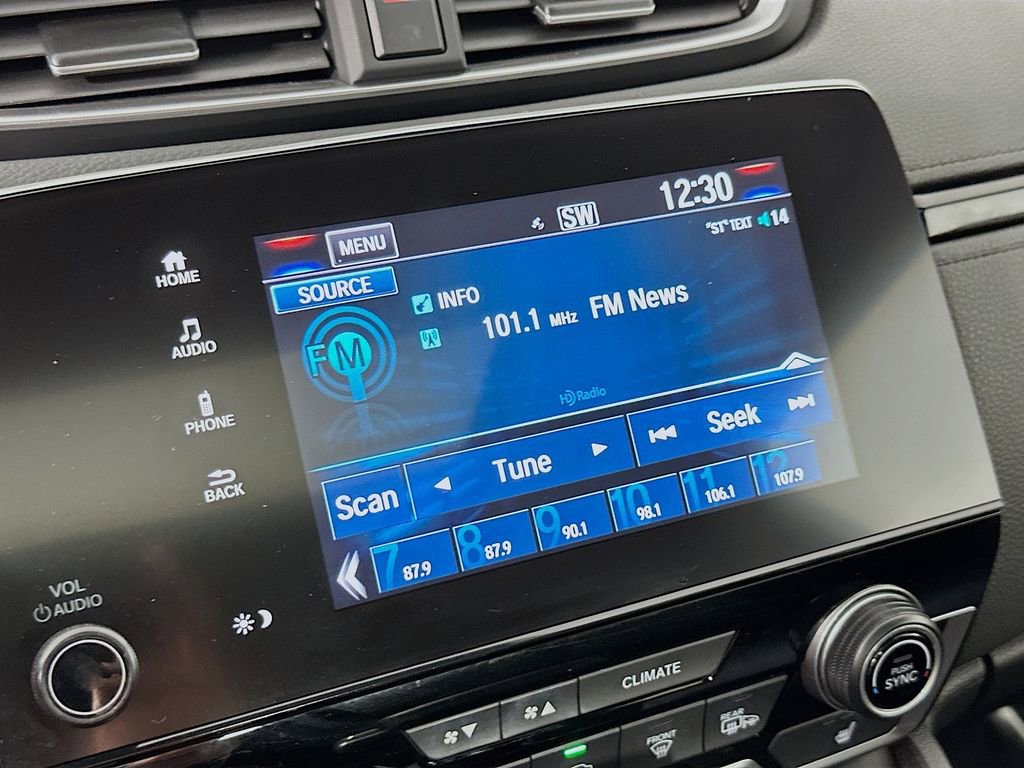 12:30
SW
MENU
"ST" TEXT 14
SOURCE
INFO
101.1 MHz FM News
FM
HD Radio
Scan
Tune
Seek
7 87.9
8 87.9
9 90.1
10 98.1
11 106.1
12 107.9
HOME
AUDIO
PHONE
BACK
VOL
AUDIO
CLIMATE
FRONT
REAR
PUSH
SYNC